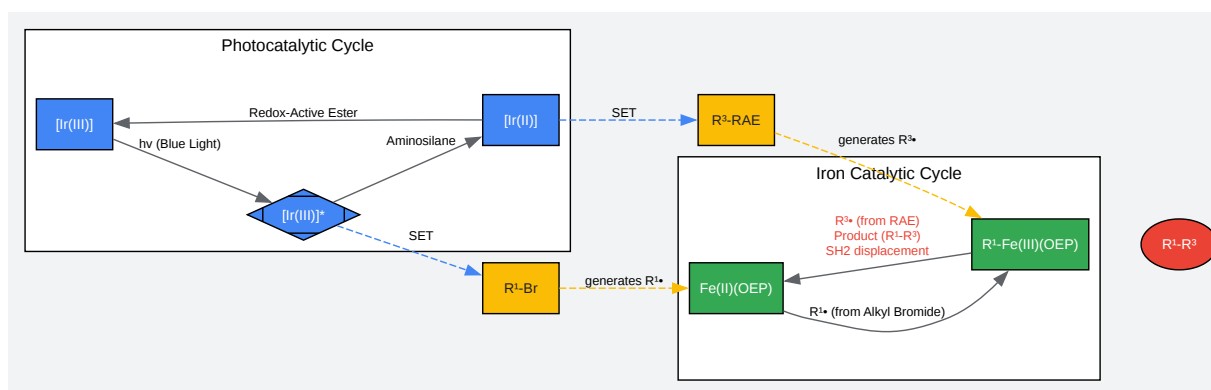 Photocatalytic Cycle
[Ir(III)]
Redox-Active Ester
[Ir(II)]
hv (Blue Light)
Aminosilane
[Ir(III)]*
SET
R³-RAE
generates R³•
SET
R¹-Br
generates R¹•
Iron Catalytic Cycle
R³• (from RAE)
Product (R¹-R³)
SH2 displacement
R¹-Fe(III)(OEP)
Fe(II)(OEP)
R¹• (from Alkyl Bromide)
R¹-R³